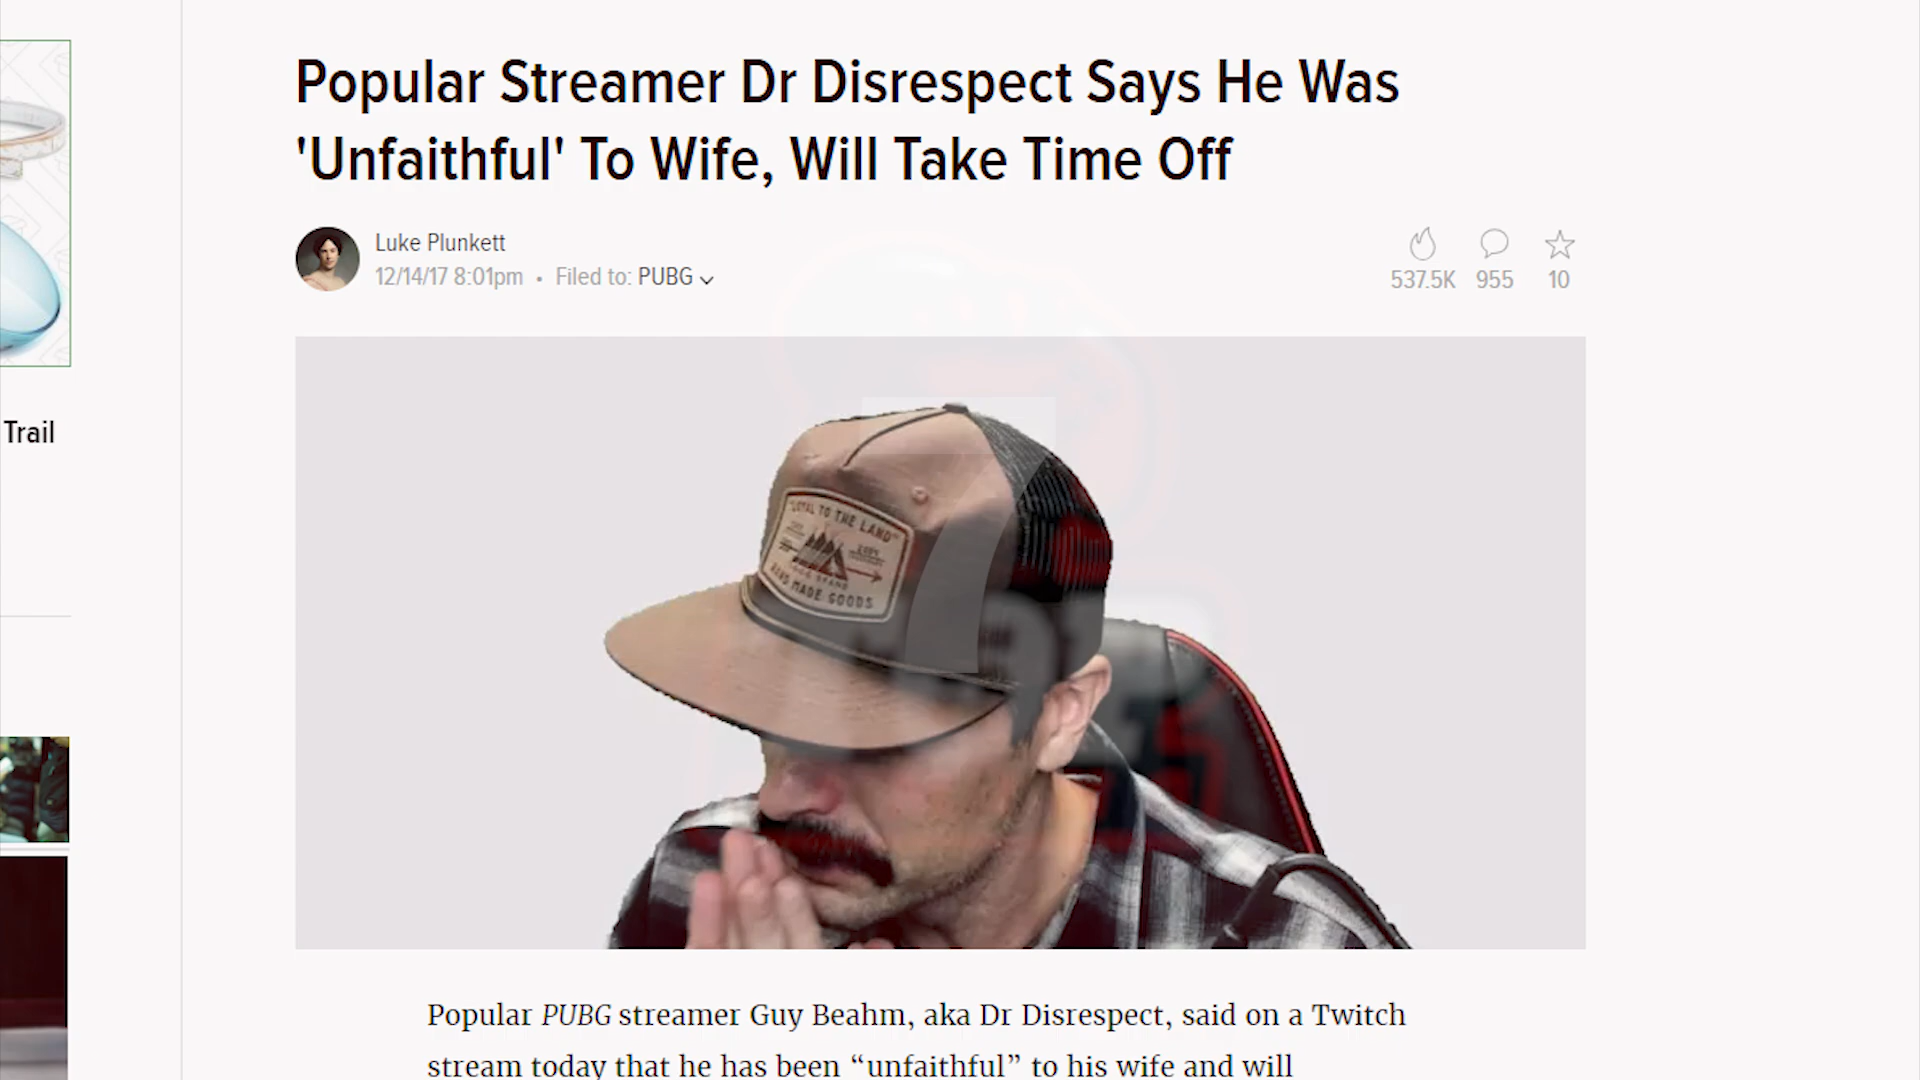 Popular Streamer Dr Disrespect Says He Was
'Unfaithful' To Wife, Will Take Time Off
Luke Plunkett
12/14/17 8:01pm • Filed to: PUBG
537.5K 955 10
Trail
7
"LOYAL TO THE LAND"
HAND MADE GOODS
Popular PUBG streamer Guy Beahm, aka Dr Disrespect, said on a Twitch
stream today that he has been “unfaithful” to his wife and will